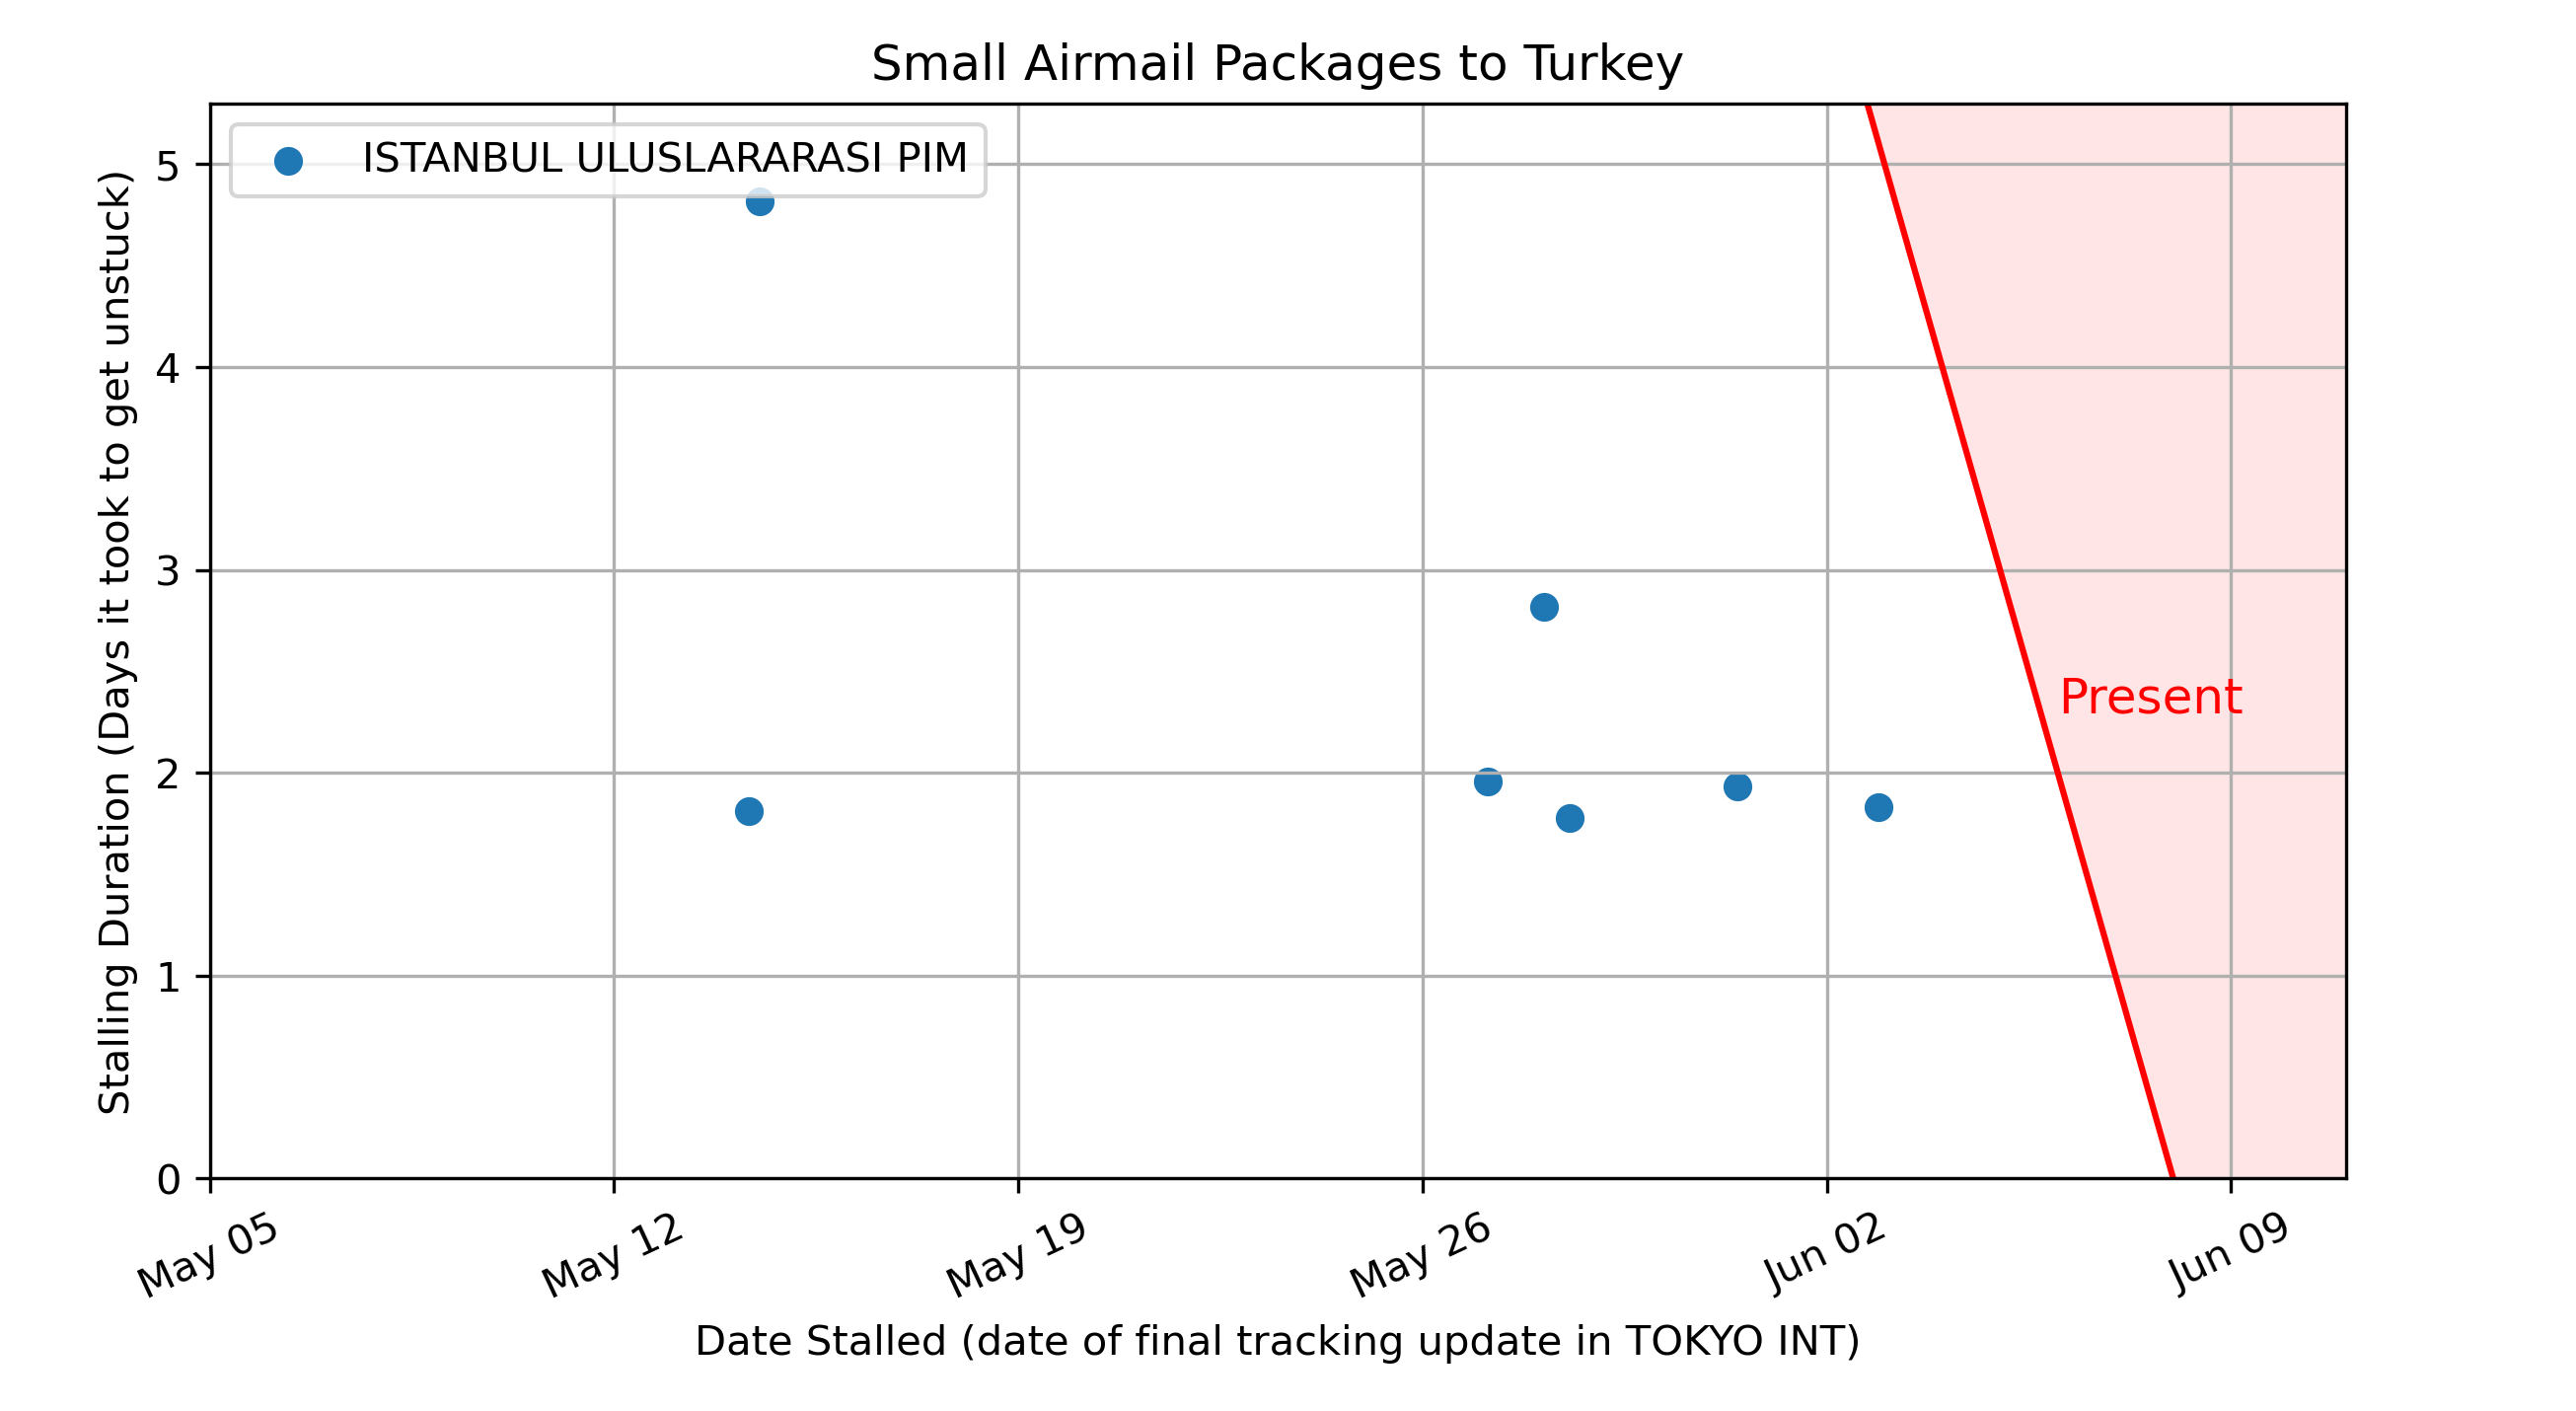 Small Airmail Packages to Turkey
ISTANBUL ULUSLARARASI PIM
Stalling Duration (Days it took to get unstuck)
5
4
3
2
1
0
Present
May 05
May 12
May 19
May 26
Jun 02
Jun 09
Date Stalled (date of final tracking update in TOKYO INT)